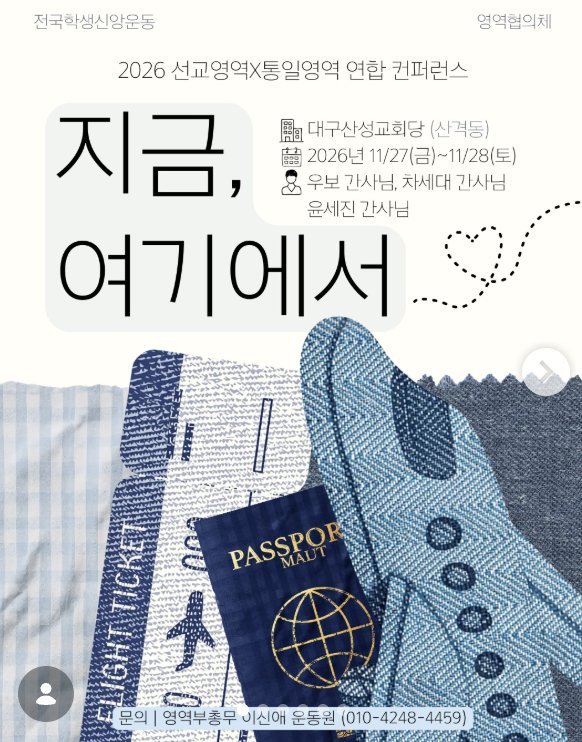 전국학생신앙운동
영역협의체
2026 선교영역X통일영역 연합 컨퍼런스
지금,
여기에서
대구산성교회당 (산격동)
2026년 11/27(금)~11/28(토)
우보 간사님, 차세대 간사님
윤세진 간사님
FLIGHT TICKET
PASSPOR
MAUT
문의 | 영역부총무 이신애 운동원 (010-4248-4459)